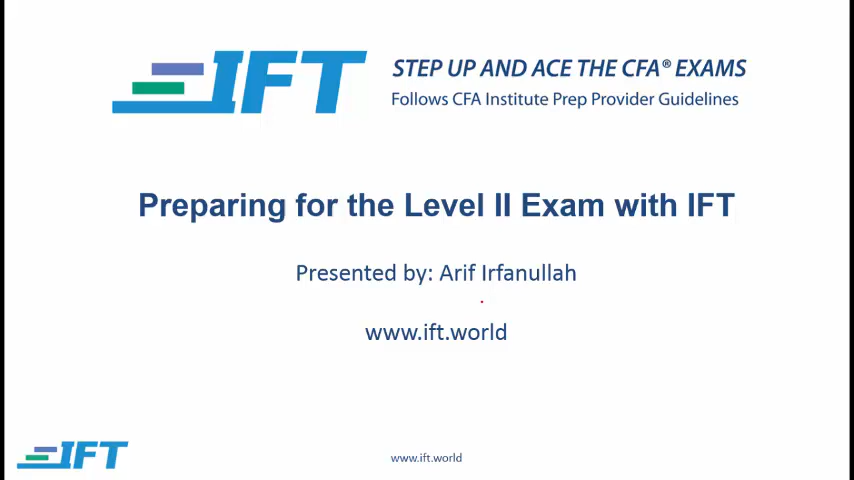 IFT
STEP UP AND ACE THE CFA® EXAMS
Follows CFA Institute Prep Provider Guidelines
Preparing for the Level II Exam with IFT
Presented by: Arif Irfanullah
www.ift.world
IFT
www.ift.world